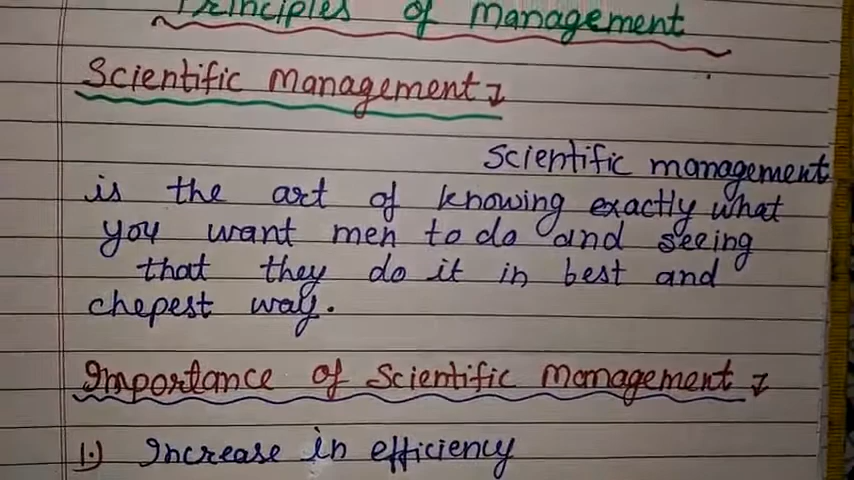 Principles of management
Scientific management
Scientific management
is the art of knowing exactly what
you want men to do and seeing
that they do it in best and
chepest way.
Importance of Scientific management
1.) Increase in efficiency